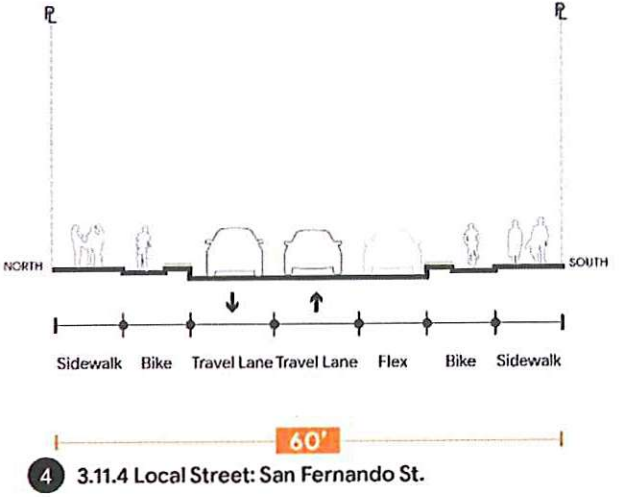 PL PL
NORTH SOUTH
Sidewalk Bike Travel Lane Travel Lane Flex Bike Sidewalk
60'
4 3.11.4 Local Street: San Fernando St.